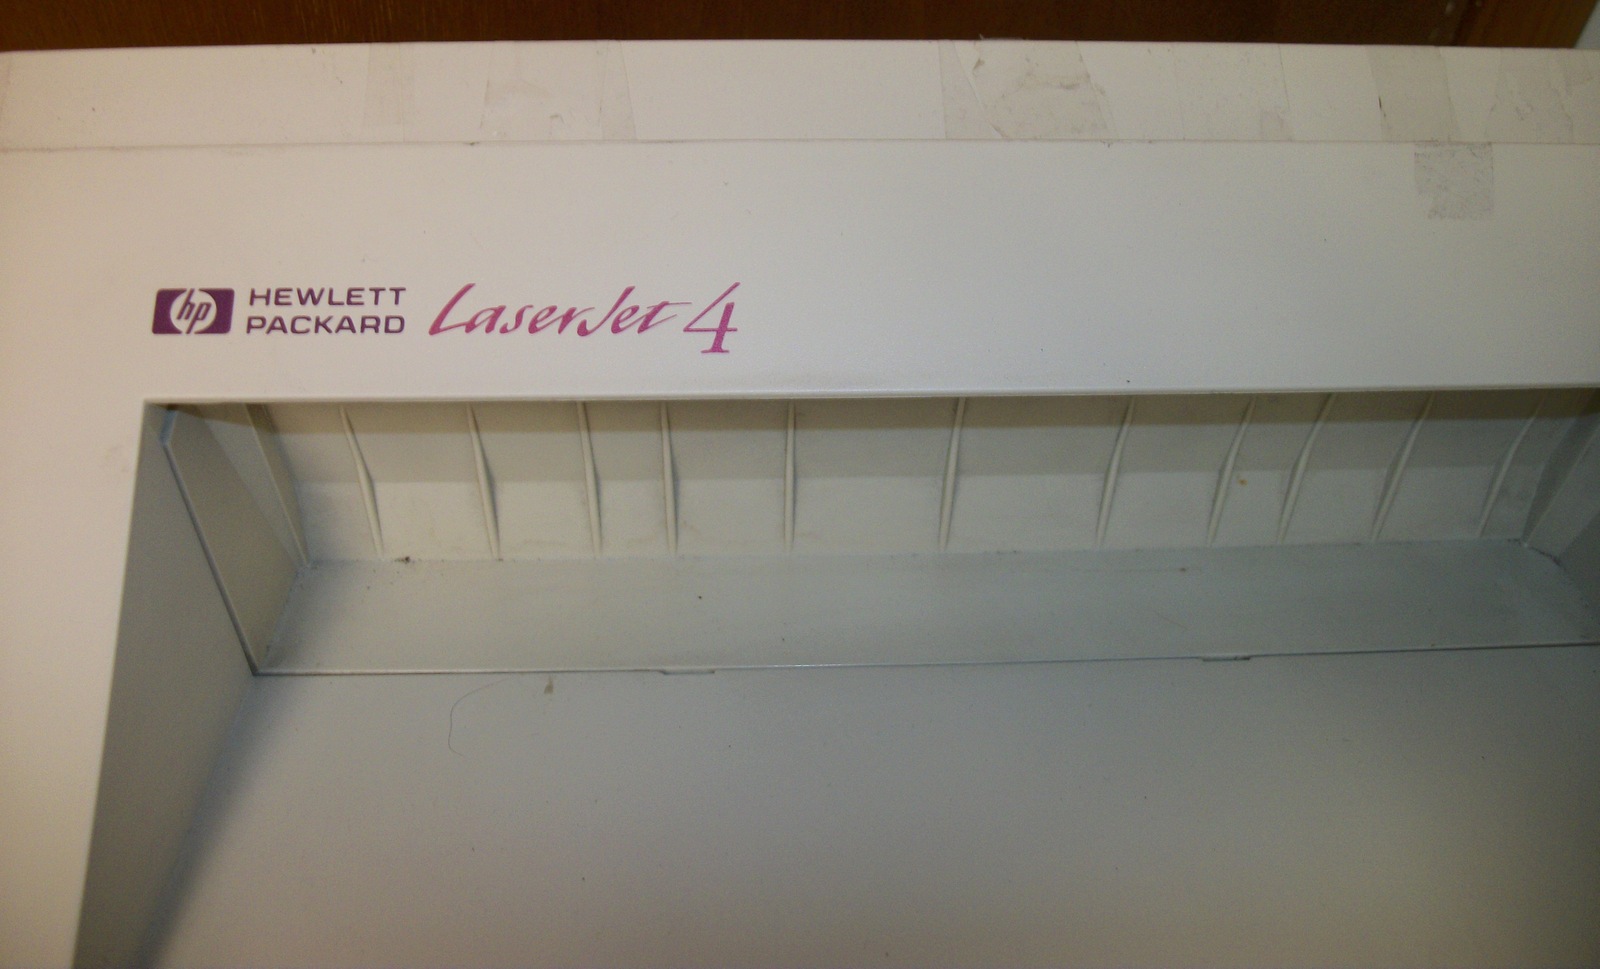 hp HEWLETT PACKARD LaserJet 4